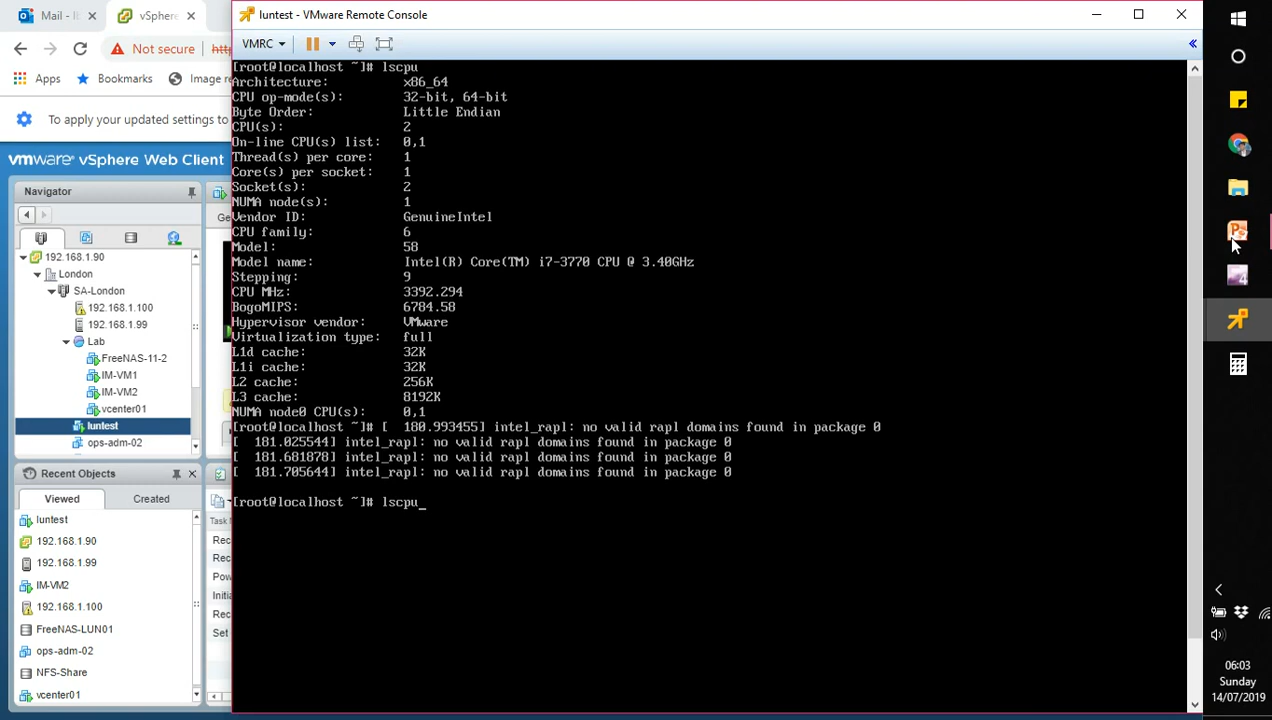 Mail - II
vSphere
Not secure
http
Apps
Bookmarks
Image re
To apply your updated settings to
vmware® vSphere Web Client
Navigator
Ge
192.168.1.90
London
SA-London
192.168.1.100
192.168.1.99
Lab
FreeNAS-11-2
IM-VM1
IM-VM2
vcenter01
luntest
ops-adm-02
Recent Objects
Viewed
Created
luntest
192.168.1.90
192.168.1.99
IM-VM2
192.168.1.100
FreeNAS-LUN01
ops-adm-02
NFS-Share
vcenter01
Task N
Rec
Rec
Pow
Initia
Rec
Set
luntest - VMware Remote Console
VMRC
[root@localhost ~]# lscpu
Architecture: x86_64
CPU op-mode(s): 32-bit, 64-bit
Byte Order: Little Endian
CPU(s): 2
On-line CPU(s) list: 0,1
Thread(s) per core: 1
Core(s) per socket: 1
Socket(s): 2
NUMA node(s): 1
Vendor ID: GenuineIntel
CPU family: 6
Model: 58
Model name: Intel(R) Core(TM) i7-3770 CPU @ 3.40GHz
Stepping: 9
CPU MHz: 3392.294
BogoMIPS: 6784.58
Hypervisor vendor: VMware
Virtualization type: full
L1d cache: 32K
L1i cache: 32K
L2 cache: 256K
L3 cache: 8192K
NUMA node0 CPU(s): 0,1
[root@localhost ~]# [  180.993455] intel_rapl: no valid rapl domains found in package 0
[  181.025544] intel_rapl: no valid rapl domains found in package 0
[  181.681878] intel_rapl: no valid rapl domains found in package 0
[  181.705644] intel_rapl: no valid rapl domains found in package 0
[root@localhost ~]# lscpu_
06:03
Sunday
14/07/2019